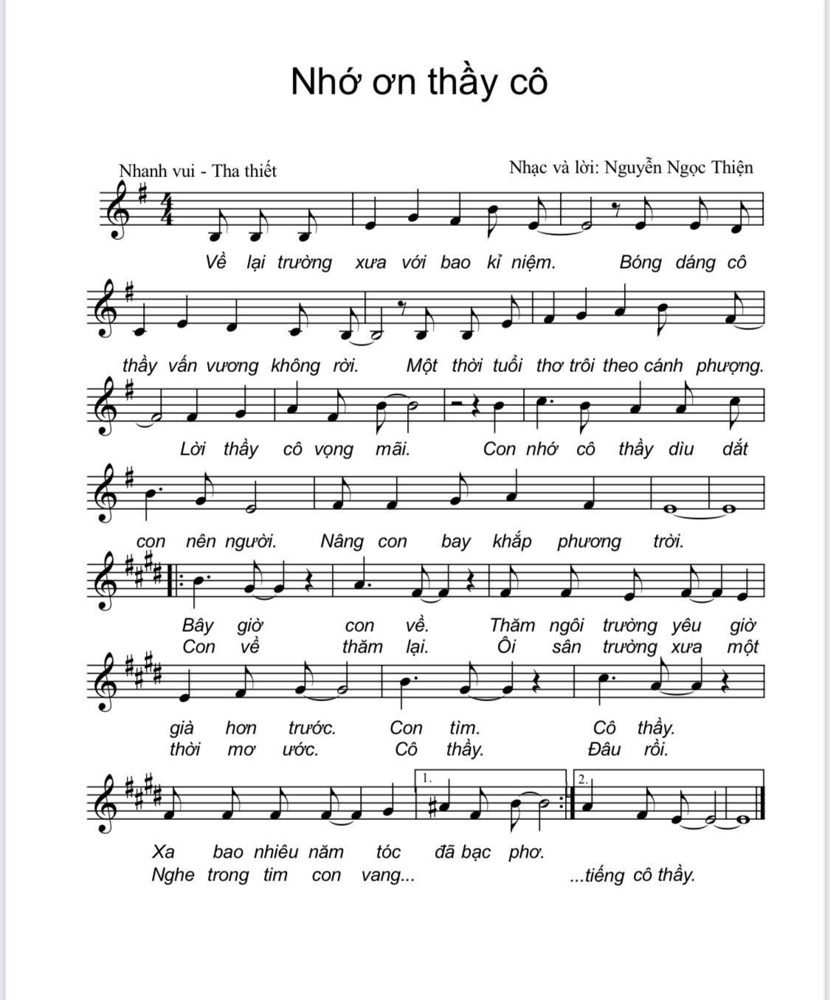 Nhớ ơn thầy cô
Nhanh vui - Tha thiết
Nhạc và lời: Nguyễn Ngọc Thiện
Về lại trường xưa với bao kỉ niệm. Bóng dáng cô
thầy vấn vương không rời. Một thời tuổi thơ trôi theo cánh phượng.
Lời thầy cô vọng mãi. Con nhớ cô thầy dìu dắt
con nên người. Nâng con bay khắp phương trời.
Bây giờ con về. Thăm ngôi trường yêu giờ
Con về thăm lại. Ôi sân trường xưa một
già hơn trước. Con tìm. Cô thầy.
thời mơ ước. Cô thầy. Đâu rồi.
1.
2.
Xa bao nhiêu năm tóc đã bạc phơ.
Nghe trong tim con vang... ...tiếng cô thầy.